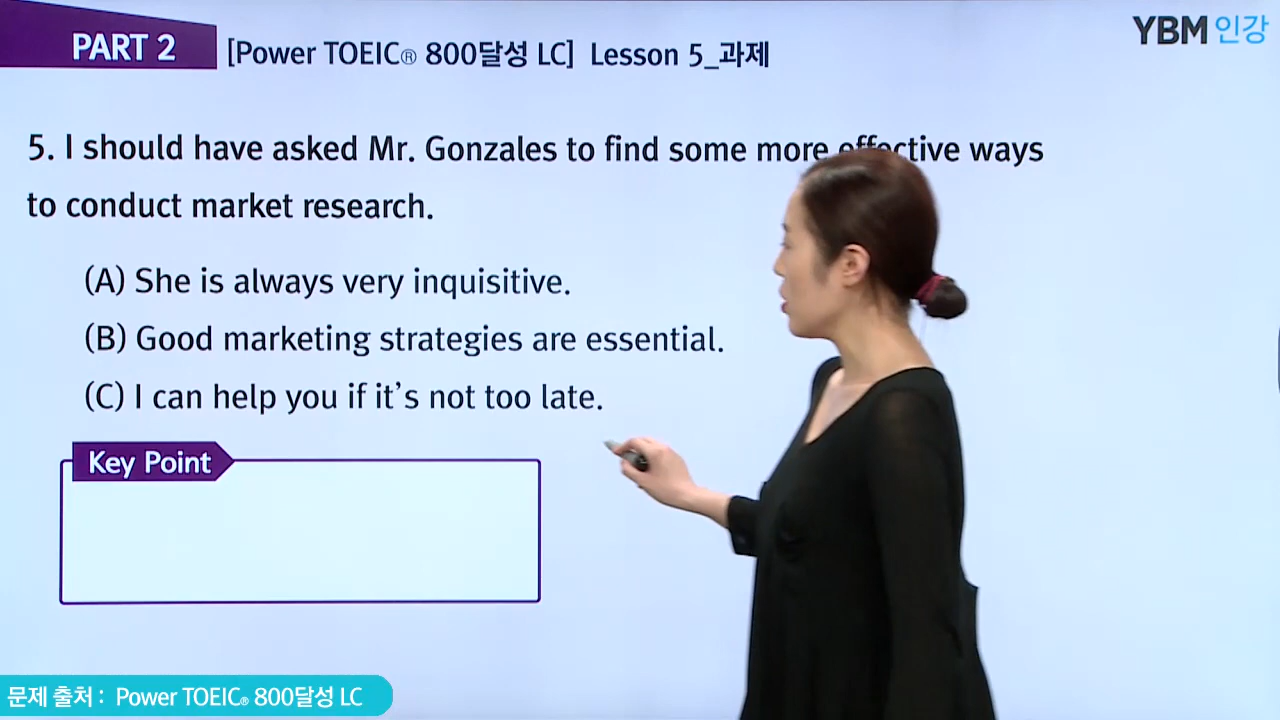 PART 2
[Power TOEIC® 800달성 LC] Lesson 5_과제
YBM 인강
5. I should have asked Mr. Gonzales to find some more effective ways
to conduct market research.
(A) She is always very inquisitive.
(B) Good marketing strategies are essential.
(C) I can help you if it's not too late.
Key Point
문제 출처 : Power TOEIC® 800달성 LC